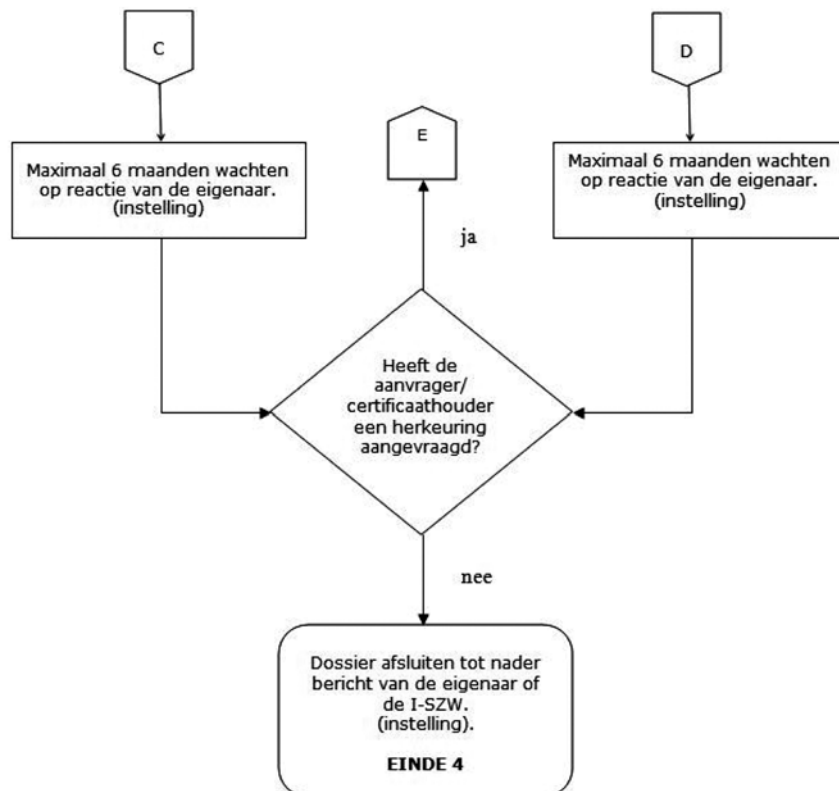 C
D
E
Maximaal 6 maanden wachten
op reactie van de eigenaar.
(instelling)
Maximaal 6 maanden wachten
op reactie van de eigenaar.
(instelling)
ja
Heeft de
aanvrager/
certificaathouder
een herkeuring
aangevraagd?
nee
Dossier afsluiten tot nader
bericht van de eigenaar of
de I-SZW.
(instelling).
EINDE 4